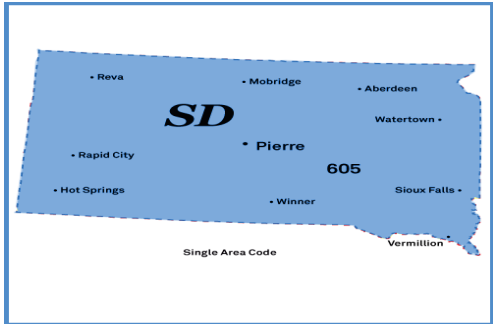 Reva
Mobridge
Aberdeen
SD
Watertown
Pierre
Rapid City
605
Hot Springs
Sioux Falls
Winner
Vermillion
Single Area Code